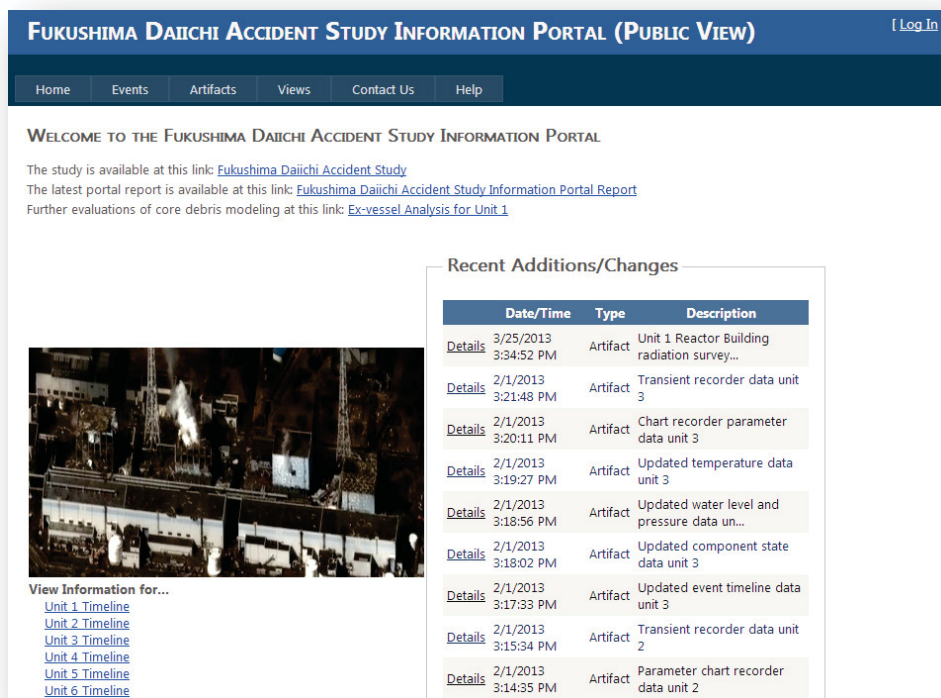 FUKUSHIMA DAIICHI ACCIDENT STUDY INFORMATION PORTAL (PUBLIC VIEW)
[ Log In
Home Events Artifacts Views Contact Us Help
WELCOME TO THE FUKUSHIMA DAIICHI ACCIDENT STUDY INFORMATION PORTAL
The study is available at this link: Fukushima Daiichi Accident Study
The latest portal report is available at this link: Fukushima Daiichi Accident Study Information Portal Report
Further evaluations of core debris modeling at this link: Ex-vessel Analysis for Unit 1
View Information for...
Unit 1 Timeline
Unit 2 Timeline
Unit 3 Timeline
Unit 4 Timeline
Unit 5 Timeline
Unit 6 Timeline
Recent Additions/Changes
Date/Time Type Description
Details 3/25/2013 3:34:52 PM Artifact Unit 1 Reactor Building
radiation survey...
Details 2/1/2013 3:21:48 PM Artifact Transient recorder data unit
3
Details 2/1/2013 3:20:11 PM Artifact Chart recorder parameter
data unit 3
Details 2/1/2013 3:19:27 PM Artifact Updated temperature data
unit 3
Details 2/1/2013 3:18:56 PM Artifact Updated water level and
pressure data un...
Details 2/1/2013 3:18:02 PM Artifact Updated component state
data unit 3
Details 2/1/2013 3:17:33 PM Artifact Updated event timeline data
unit 3
Details 2/1/2013 3:15:34 PM Artifact Transient recorder data unit
2
Details 2/1/2013 3:14:35 PM Artifact Parameter chart recorder
data unit 2